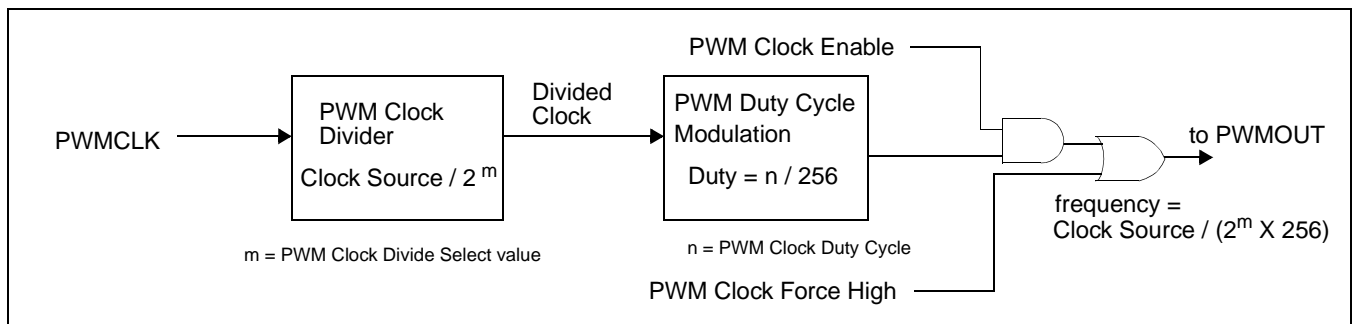 PWM Clock Enable
PWMCLK
PWM Clock
Divider
Clock Source / 2 m
Divided
Clock
PWM Duty Cycle
Modulation
Duty = n / 256
to PWMOUT
frequency =
Clock Source / (2m X 256)
m = PWM Clock Divide Select value
n = PWM Clock Duty Cycle
PWM Clock Force High